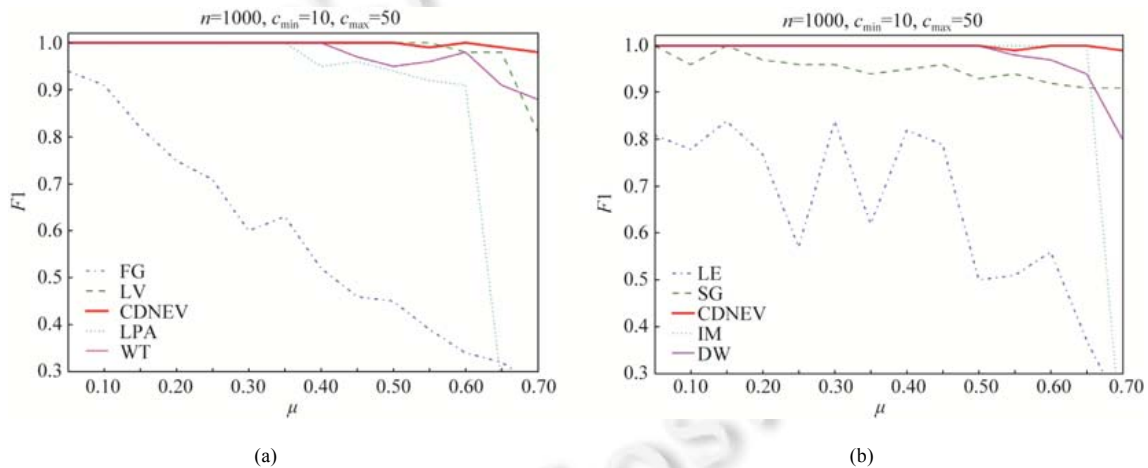 n=1000, cmin=10, cmax=50
F1
1.0
0.9
0.8
0.7
0.6
0.5
0.4
0.3
FG
LV
CDNEV
LPA
WT
0.10 0.20 0.30 0.40 0.50 0.60 0.70
μ
(a)
n=1000, cmin=10, cmax=50
F1
1.0
0.9
0.8
0.7
0.6
0.5
0.4
0.3
LE
SG
CDNEV
IM
DW
0.10 0.20 0.30 0.40 0.50 0.60 0.70
μ
(b)